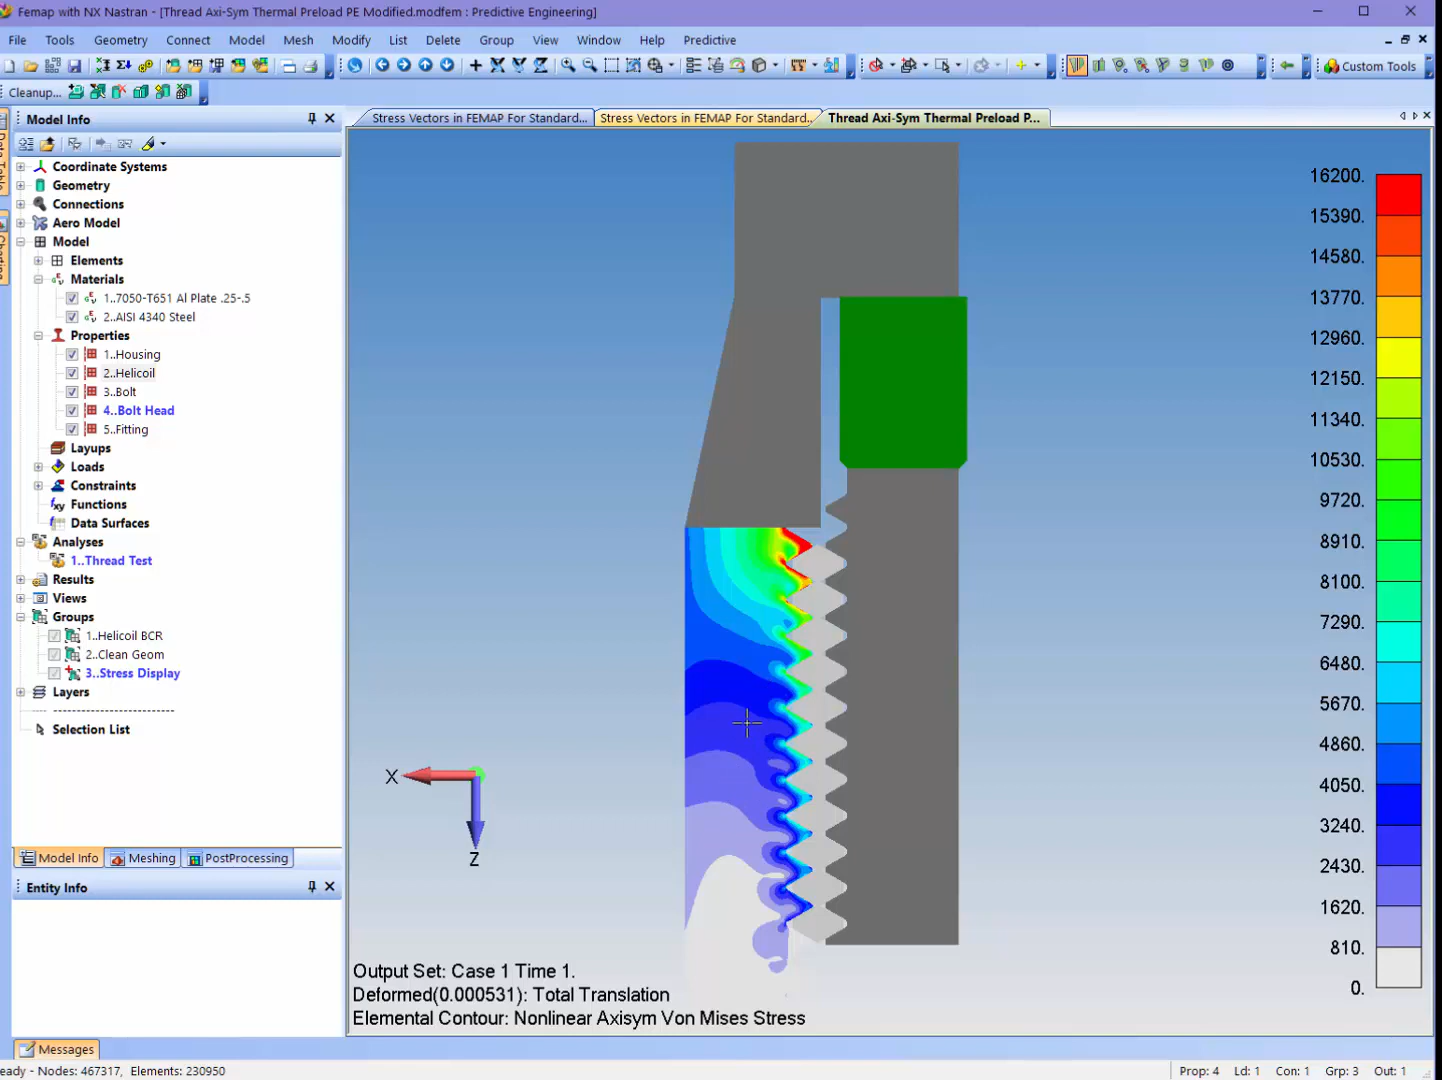 Femap with NX Nastran - [Thread Axi-Sym Thermal Preload PE Modified.modfem : Predictive Engineering]
File Tools Geometry Connect Model Mesh Modify List Delete Group View Window Help Predictive
Custom Tools
Cleanup...
Model Info
Stress Vectors in FEMAP For Standard... Stress Vectors in FEMAP For Standard... Thread Axi-Sym Thermal Preload P...
Coordinate Systems
Geometry
Connections
Aero Model
Model
Elements
Materials
1..7050-T651 Al Plate .25-.5
2..AISI 4340 Steel
Properties
1..Housing
2..Helicoil
3..Bolt
4..Bolt Head
5..Fitting
Layups
Loads
Constraints
Functions
Data Surfaces
Analyses
1..Thread Test
Results
Views
Groups
1..Helicoil BCR
2..Clean Geom
3..Stress Display
Layers
Selection List
Model Info Meshing PostProcessing
Entity Info
Messages
16200.
15390.
14580.
13770.
12960.
12150.
11340.
10530.
9720.
8910.
8100.
7290.
6480.
5670.
4860.
4050.
3240.
2430.
1620.
810.
0.
X
Z
Output Set: Case 1 Time 1.
Deformed(0.000531): Total Translation
Elemental Contour: Nonlinear Axisym Von Mises Stress
eady - Nodes: 467317, Elements: 230950
Prop: 4 Ld: 1 Con: 1 Grp: 3 Out: 1